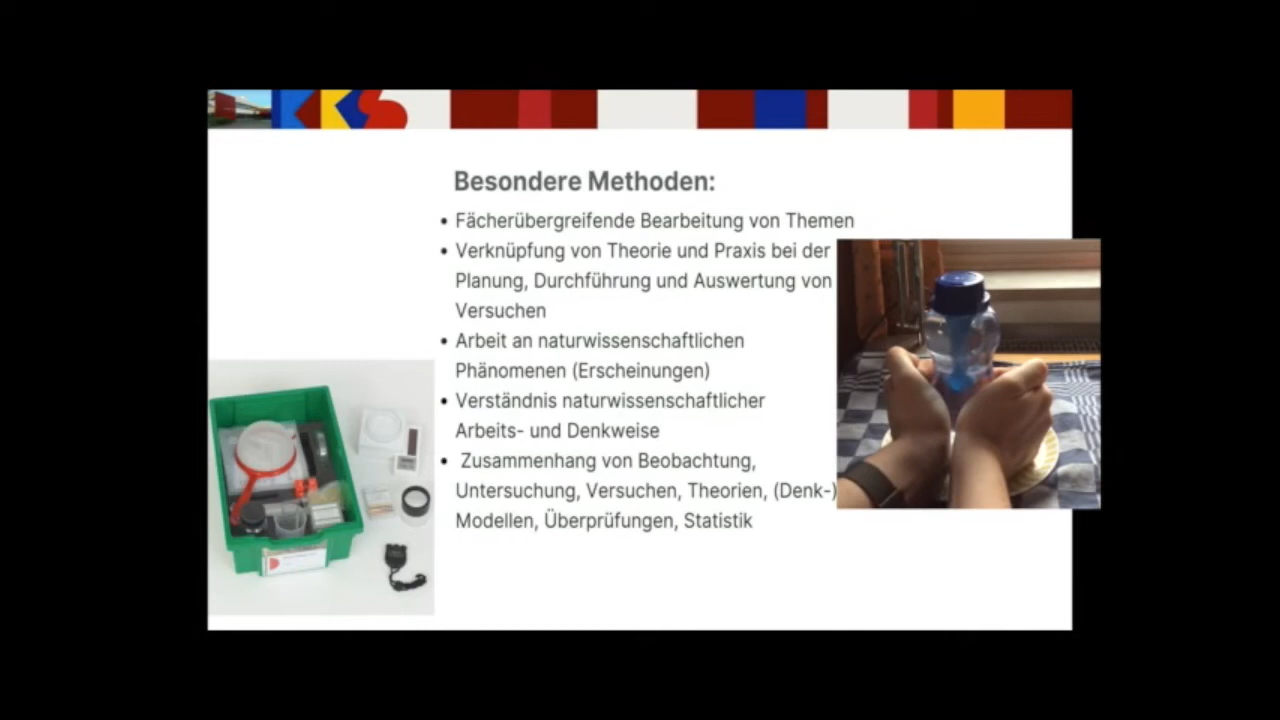 KKS
Besondere Methoden:
• Fächerübergreifende Bearbeitung von Themen
• Verknüpfung von Theorie und Praxis bei der
Planung, Durchführung und Auswertung von
Versuchen
• Arbeit an naturwissenschaftlichen
Phänomenen (Erscheinungen)
• Verständnis naturwissenschaftlicher
Arbeits- und Denkweise
• Zusammenhang von Beobachtung,
Untersuchung, Versuchen, Theorien, (Denk-)
Modellen, Überprüfungen, Statistik